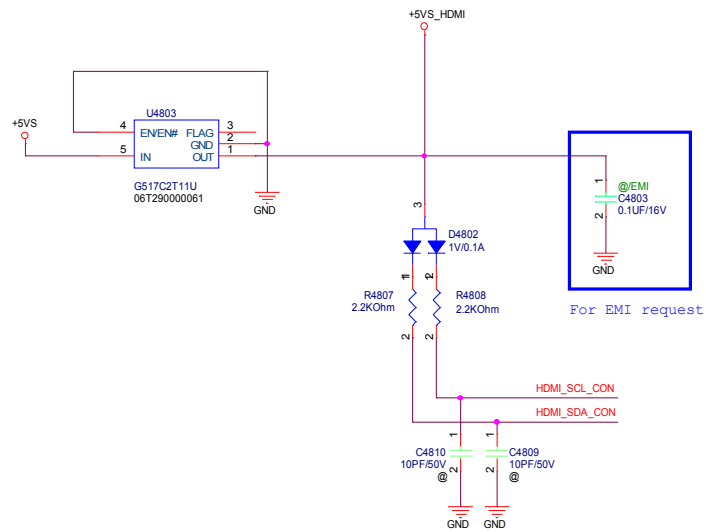 +5VS_HDMI
U4803
+5VS
4 EN/EN# FLAG 3
GND 2
5 IN OUT 1
G517C2T11U
06T290000061
GND
1
@/EMI
C4803
0.1UF/16V
2
GND
For EMI request
3
D4802
1V/0.1A
1 2
R4807
2.2KOhm
R4808
2.2KOhm
2 2
HDMI_SCL_CON
HDMI_SDA_CON
1 1
C4810
10PF/50V
2
@
C4809
10PF/50V
2
@
GND GND